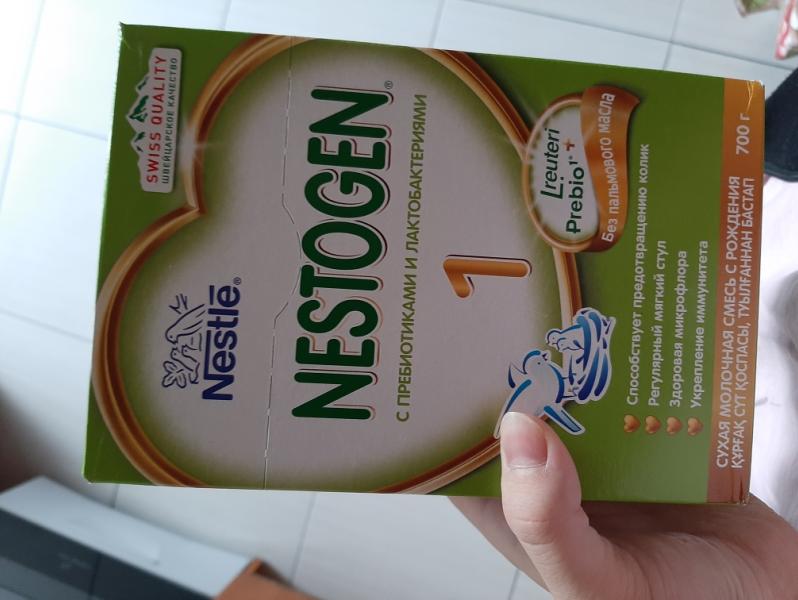 SWISS QUALITY
ШВЕЙЦАРСКОЕ КАЧЕСТВО
Nestlé®
NESTOGEN®
С ПРЕБИОТИКАМИ И ЛАКТОБАКТЕРИЯМИ
1
L.reuteri
Prebio1® +
Без пальмового масла
Способствует предотвращению колик
Регулярный мягкий стул
Здоровая микрофлора
Укрепление иммунитета
СУХАЯ МОЛОЧНАЯ СМЕСЬ С РОЖДЕНИЯ
ҚҰРҒАҚ СҮТ ҚОСПАСЫ, ТУЫЛҒАННАН БАСТАП
700 г